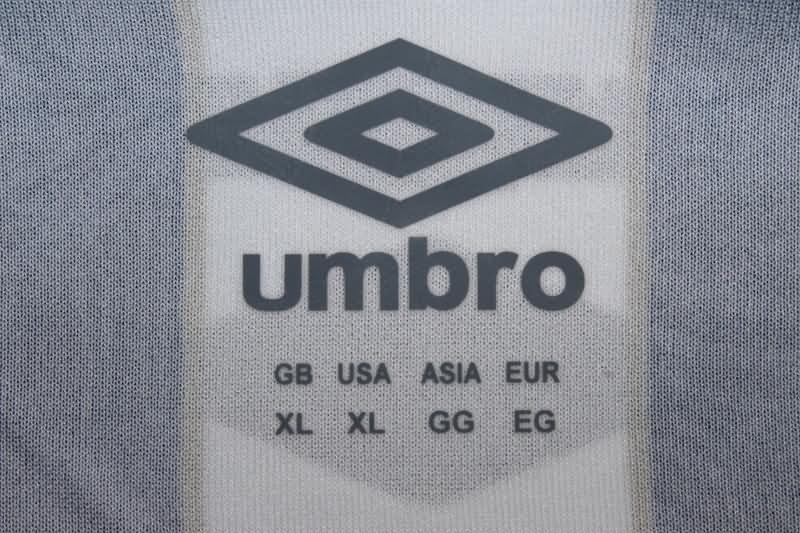 umbro
GB USA ASIA EUR
XL XL GG EG